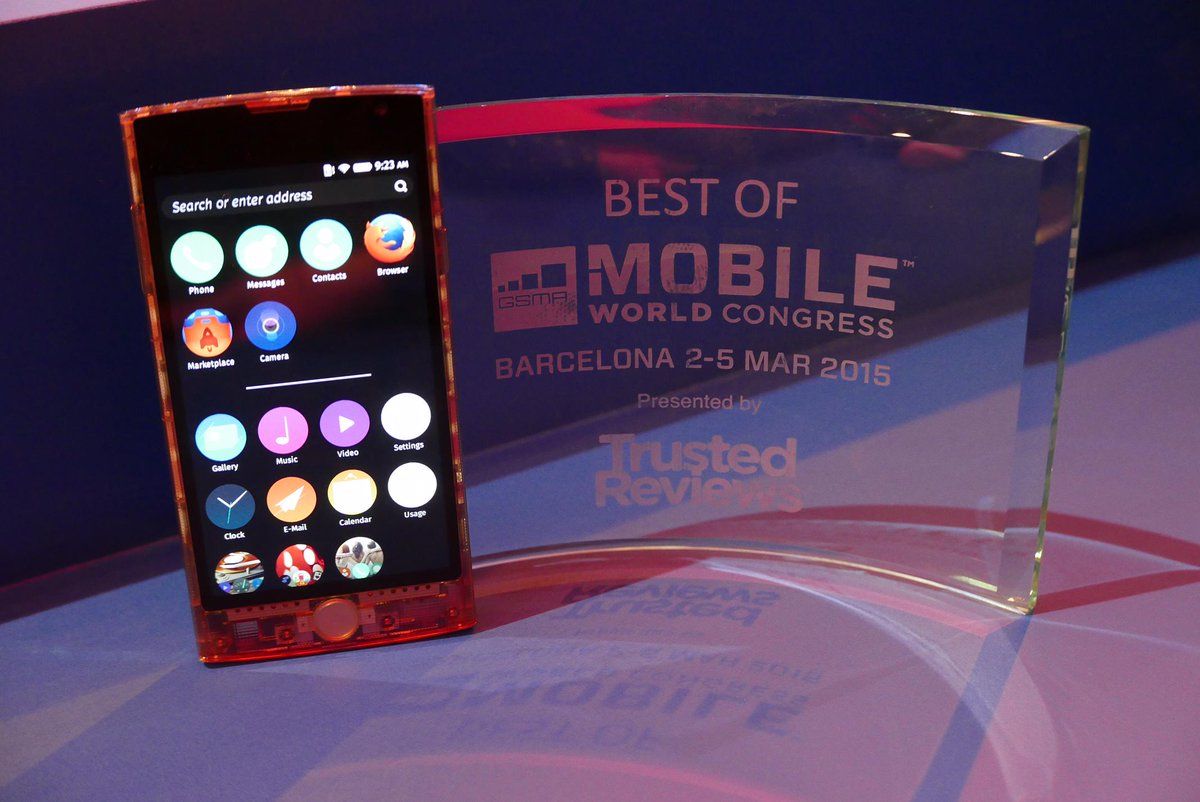 9:23 AM
Search or enter address
Phone
Messages
Contacts
Browser
Marketplace
Camera
Gallery
Music
Video
Settings
Clock
E-Mail
Calendar
Usage
BEST OF
GSMA
MOBILE™
WORLD CONGRESS
BARCELONA 2-5 MAR 2015
Presented by
Trusted
Reviews